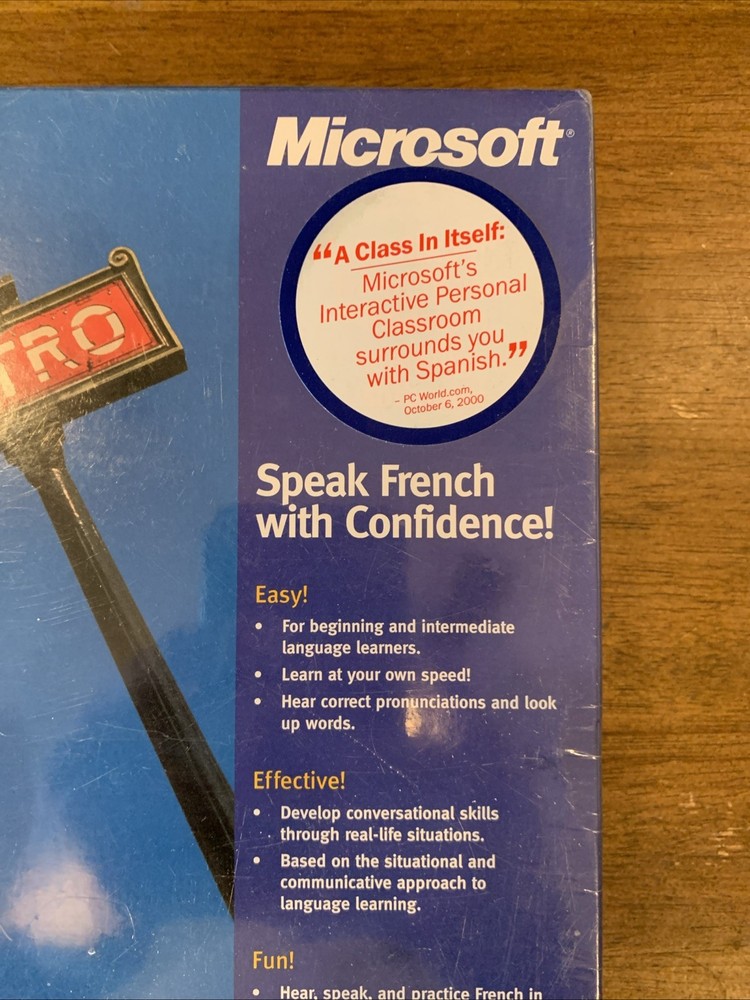 Microsoft®
“A Class In Itself:
Microsoft's
Interactive Personal
Classroom
surrounds you
with Spanish.”
– PC World.com,
October 6, 2000
TRO
Speak French
with Confidence!
Easy!
• For beginning and intermediate
language learners.
• Learn at your own speed!
• Hear correct pronunciations and look
up words.
Effective!
• Develop conversational skills
through real-life situations.
• Based on the situational and
communicative approach to
language learning.
Fun!
• Hear, speak, and practice French in